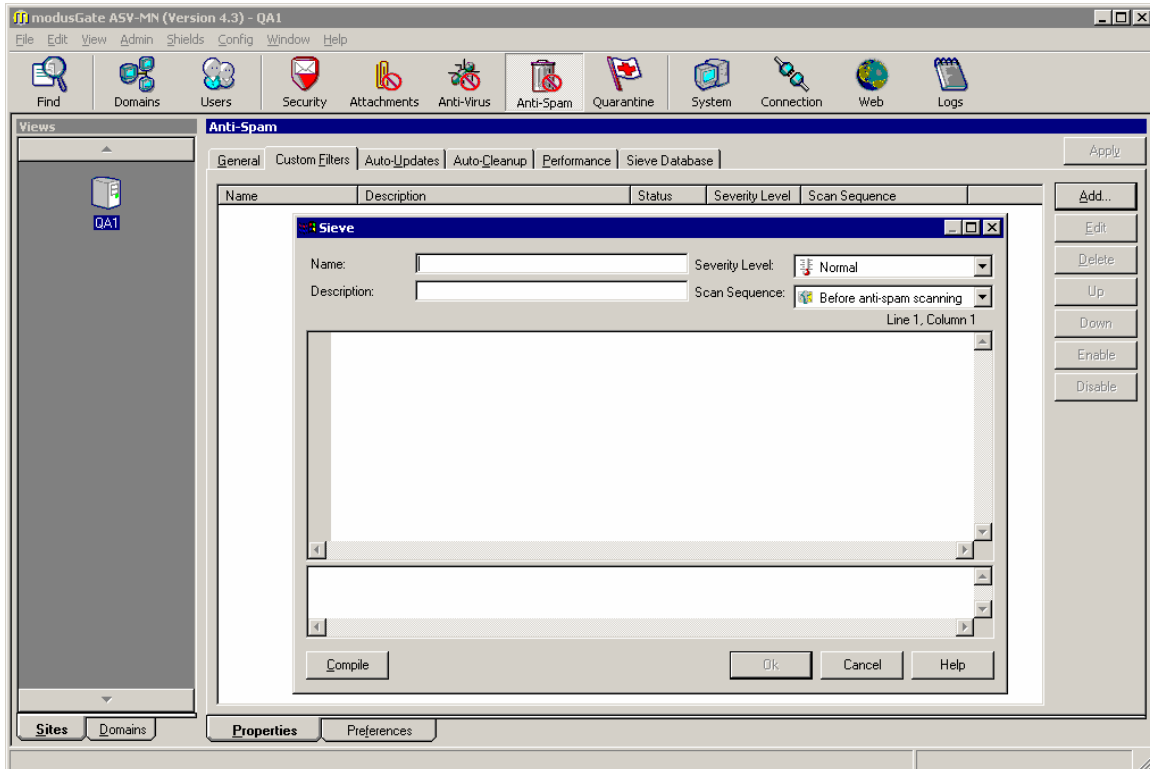 modusGate ASV-MN (Version 4.3) - QA1
File Edit View Admin Shields Config Window Help
Find Domains Users Security Attachments Anti-Virus Anti-Spam Quarantine System Connection Web Logs
Views
Anti-Spam
Apply
General Custom Filters Auto-Updates Auto-Cleanup Performance Sieve Database
Name Description Status Severity Level Scan Sequence
Add...
QA1
Sieve
Edit
Name: Severity Level: Normal
Delete
Description: Scan Sequence: Before anti-spam scanning
Up
Line 1, Column 1
Down
Enable
Disable
Compile Ok Cancel Help
Sites Domains Properties Preferences